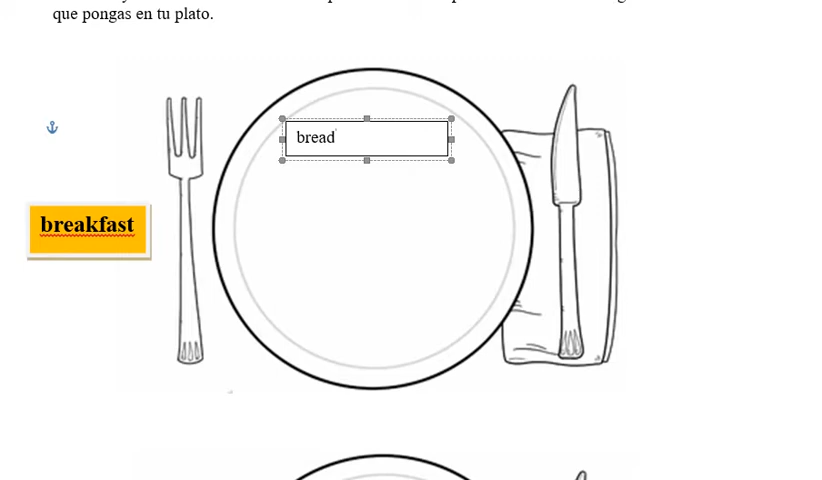 que pongas en tu plato.
bread
breakfast